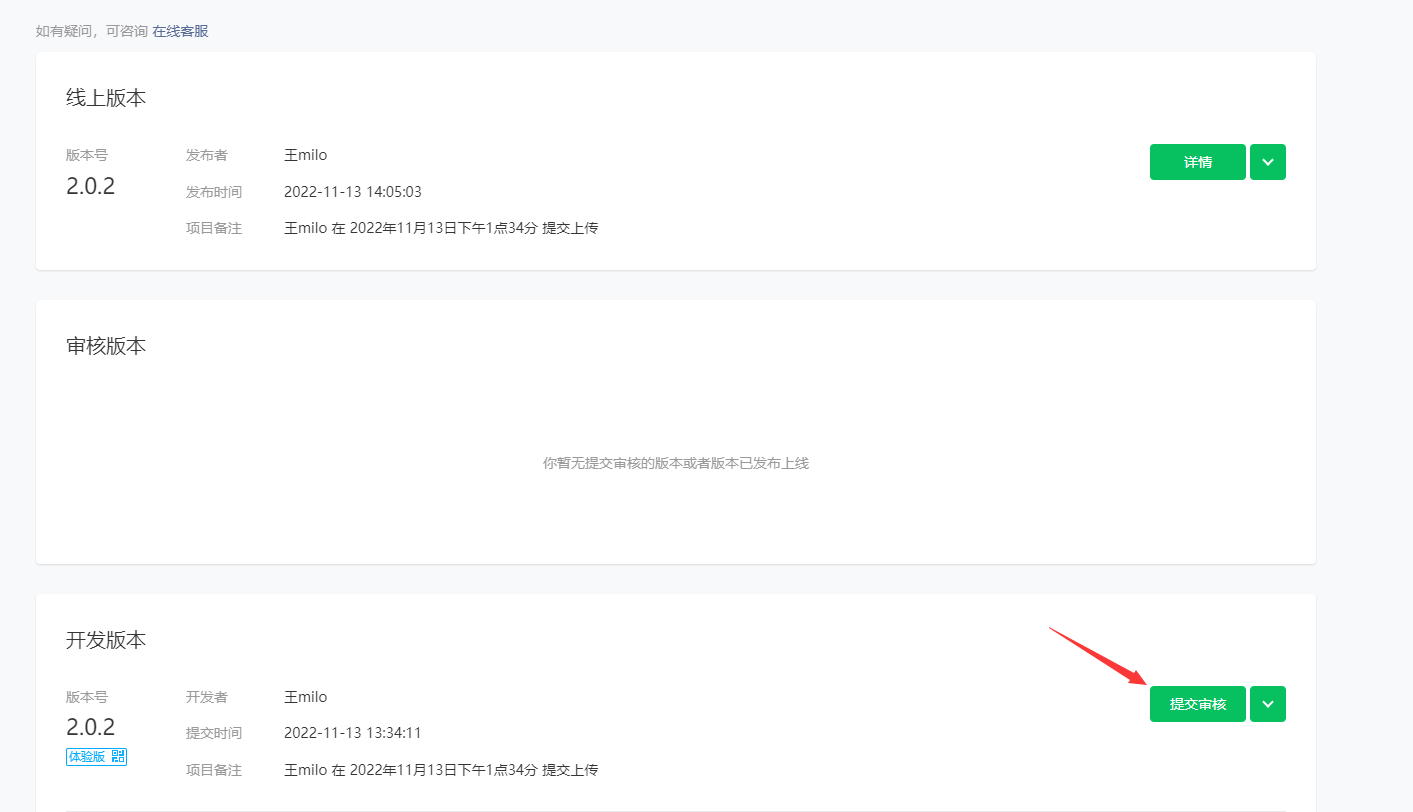 如有疑问，可咨询 在线客服
线上版本
版本号 发布者 王milo 详情
2.0.2
发布时间 2022-11-13 14:05:03
项目备注 王milo 在 2022年11月13日下午1点34分 提交上传
审核版本
你暂无提交审核的版本或者版本已发布上线
开发版本
版本号 开发者 王milo 提交审核
2.0.2
提交时间 2022-11-13 13:34:11
体验版
项目备注 王milo 在 2022年11月13日下午1点34分 提交上传